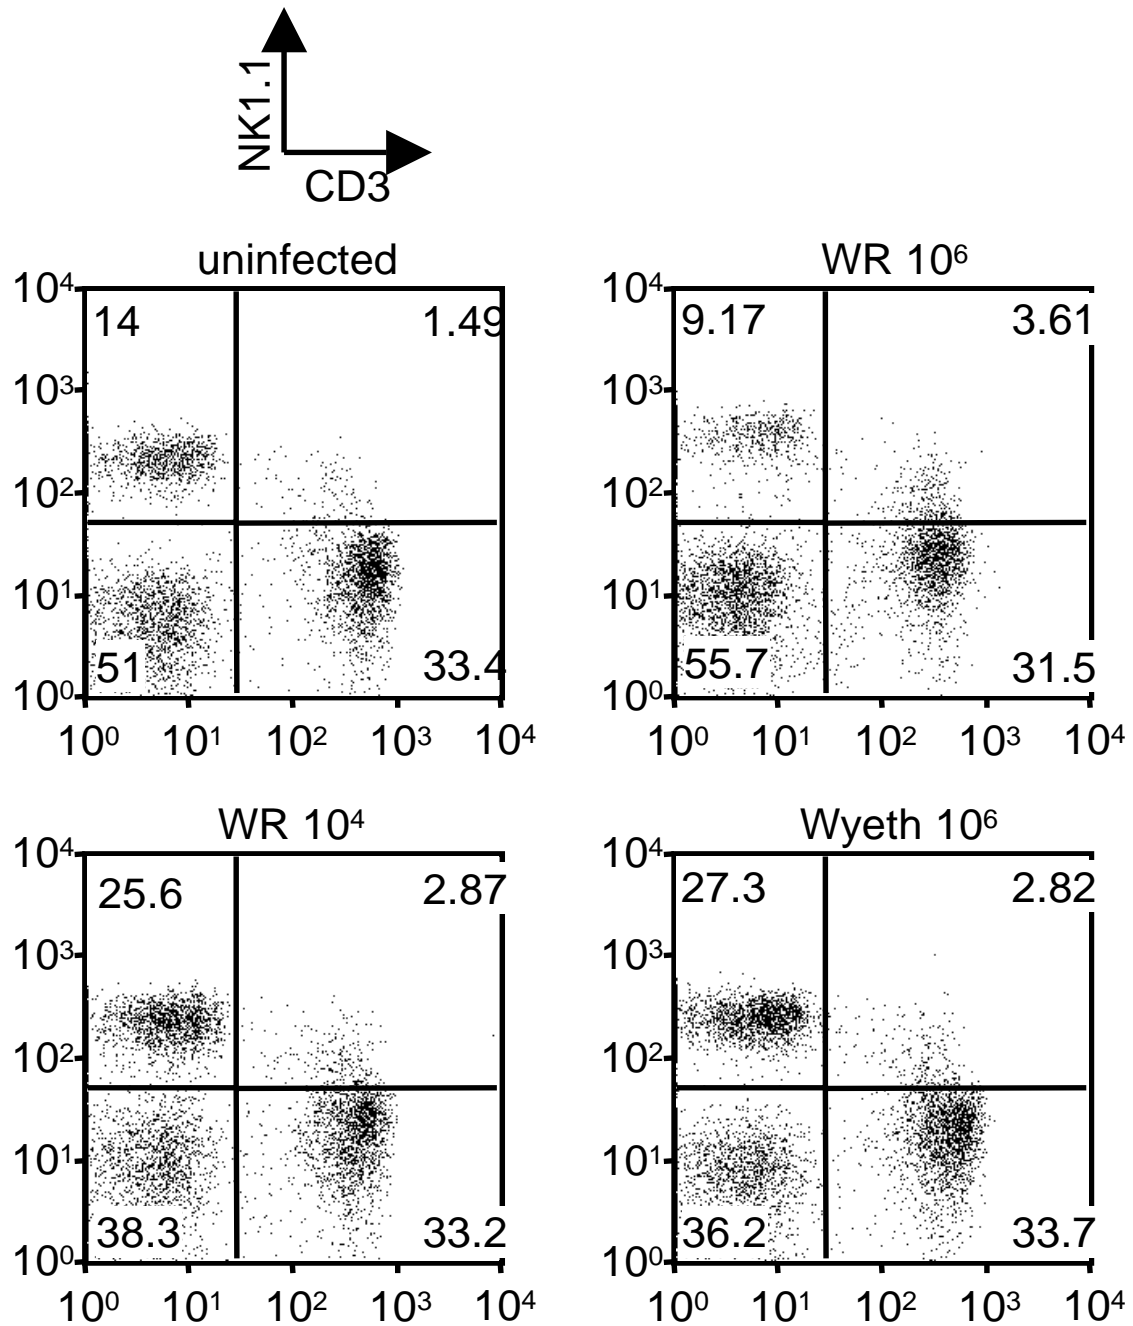 NK1.1
CD3
uninfected
WR 10⁶
10⁴ 14 1.49 10⁴ 9.17 3.61
10³ 10³
10² 10²
10¹ 10¹
51 33.4 55.7 31.5
10⁰ 10⁰
10⁰ 10¹ 10² 10³ 10⁴ 10⁰ 10¹ 10² 10³ 10⁴
WR 10⁴
Wyeth 10⁶
10⁴ 25.6 2.87 10⁴ 27.3 2.82
10³ 10³
10² 10²
10¹ 10¹
38.3 33.2 36.2 33.7
10⁰ 10⁰
10⁰ 10¹ 10² 10³ 10⁴ 10⁰ 10¹ 10² 10³ 10⁴